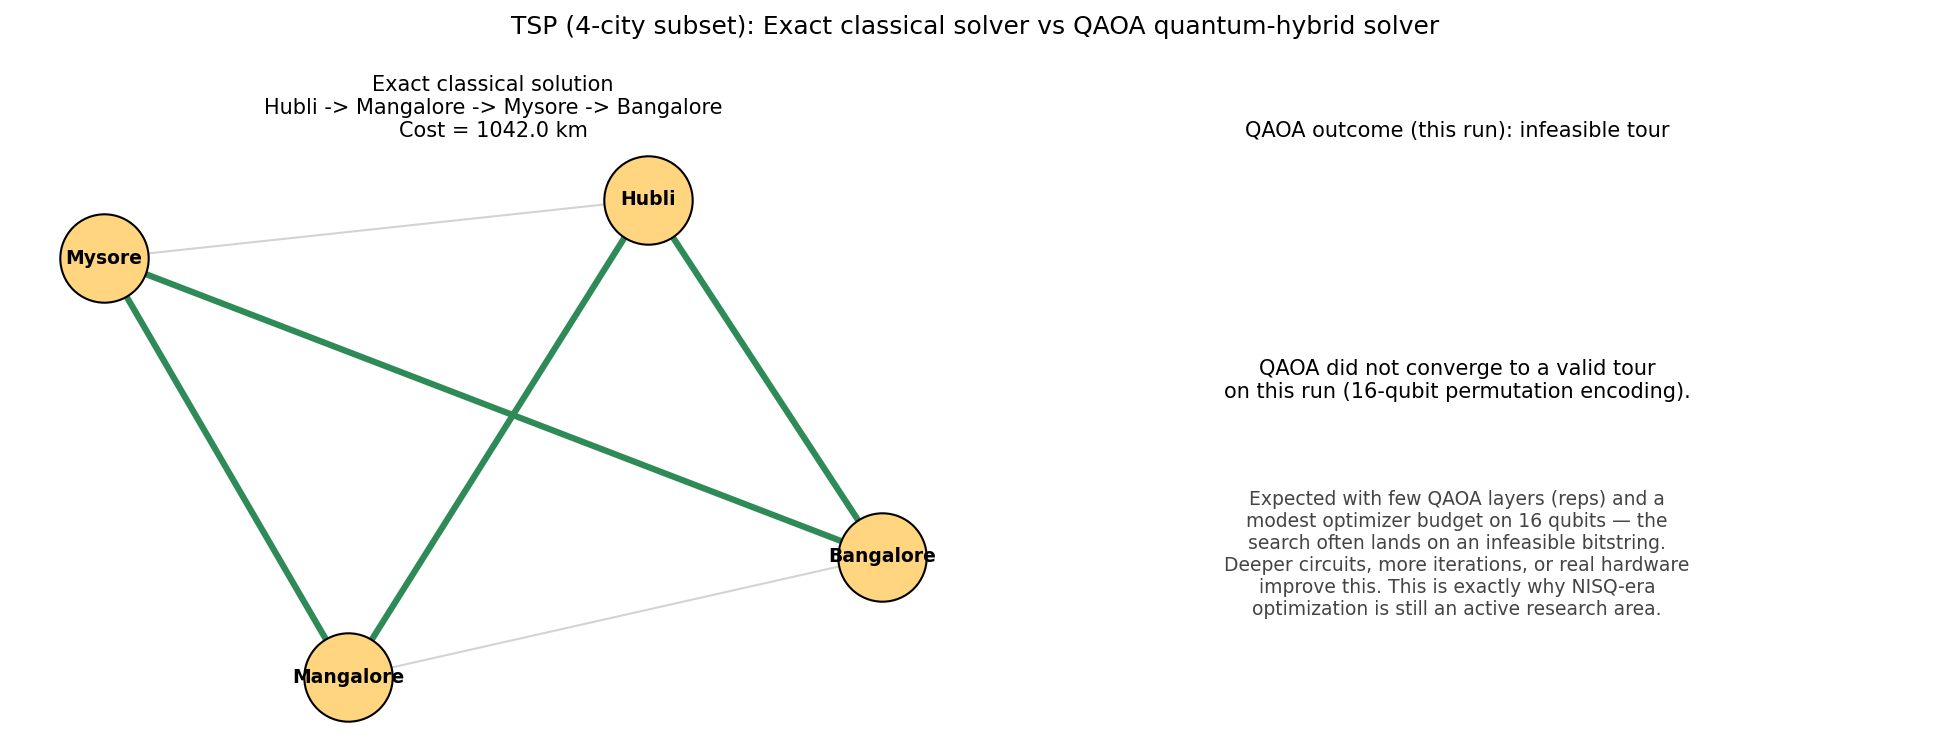 TSP (4-city subset): Exact classical solver vs QAOA quantum-hybrid solver
Exact classical solution
Hubli -> Mangalore -> Mysore -> Bangalore
Cost = 1042.0 km
Hubli
Mysore
Bangalore
Mangalore
QAOA outcome (this run): infeasible tour
QAOA did not converge to a valid tour
on this run (16-qubit permutation encoding).
Expected with few QAOA layers (reps) and a
modest optimizer budget on 16 qubits — the
search often lands on an infeasible bitstring.
Deeper circuits, more iterations, or real hardware
improve this. This is exactly why NISQ-era
optimization is still an active research area.